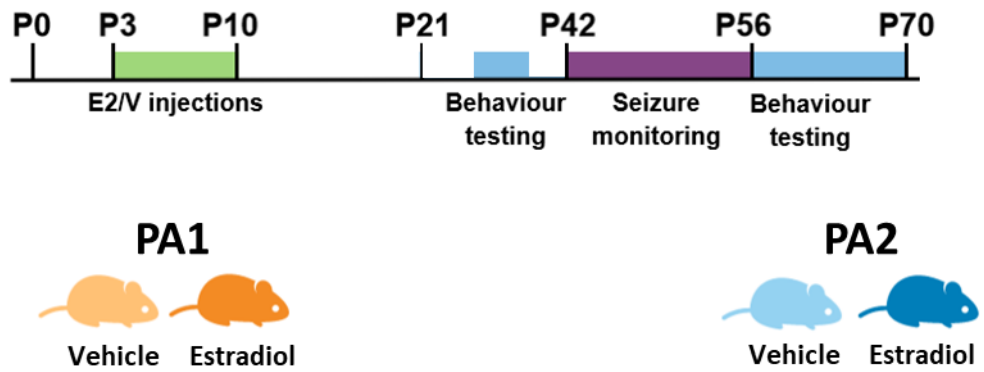 P0 P3 P10 P21 P42 P56 P70
E2/V injections Behaviour Seizure Behaviour
testing monitoring testing
PA1 PA2
Vehicle Estradiol Vehicle Estradiol